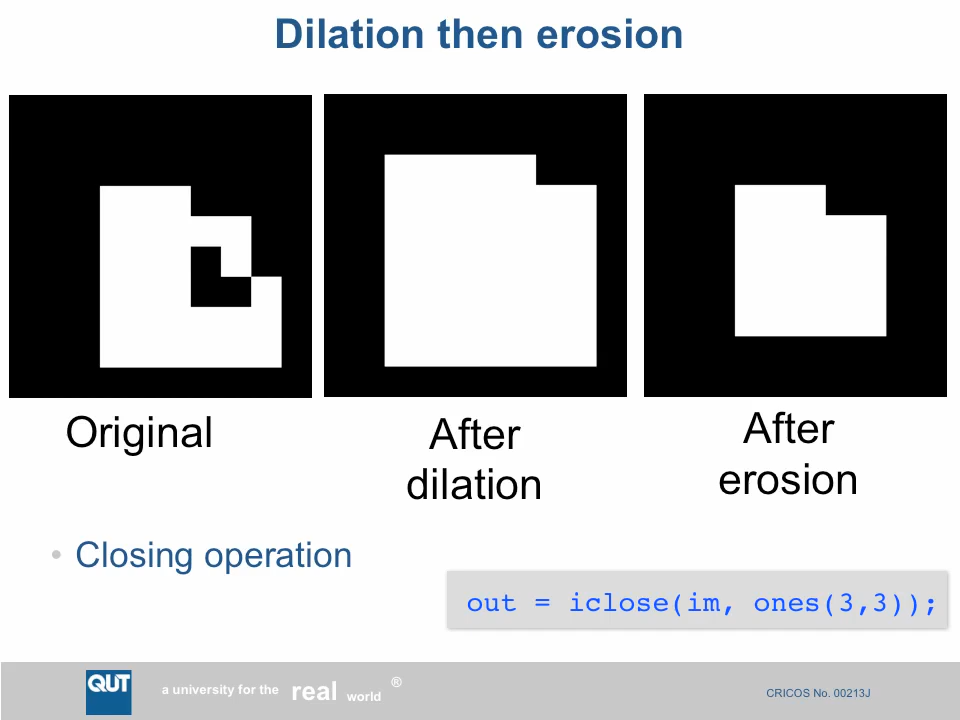 Dilation then erosion
Original
After
dilation
After
erosion
• Closing operation
out = iclose(im, ones(3,3));
QUT
a university for the real world ®
CRICOS No. 00213J